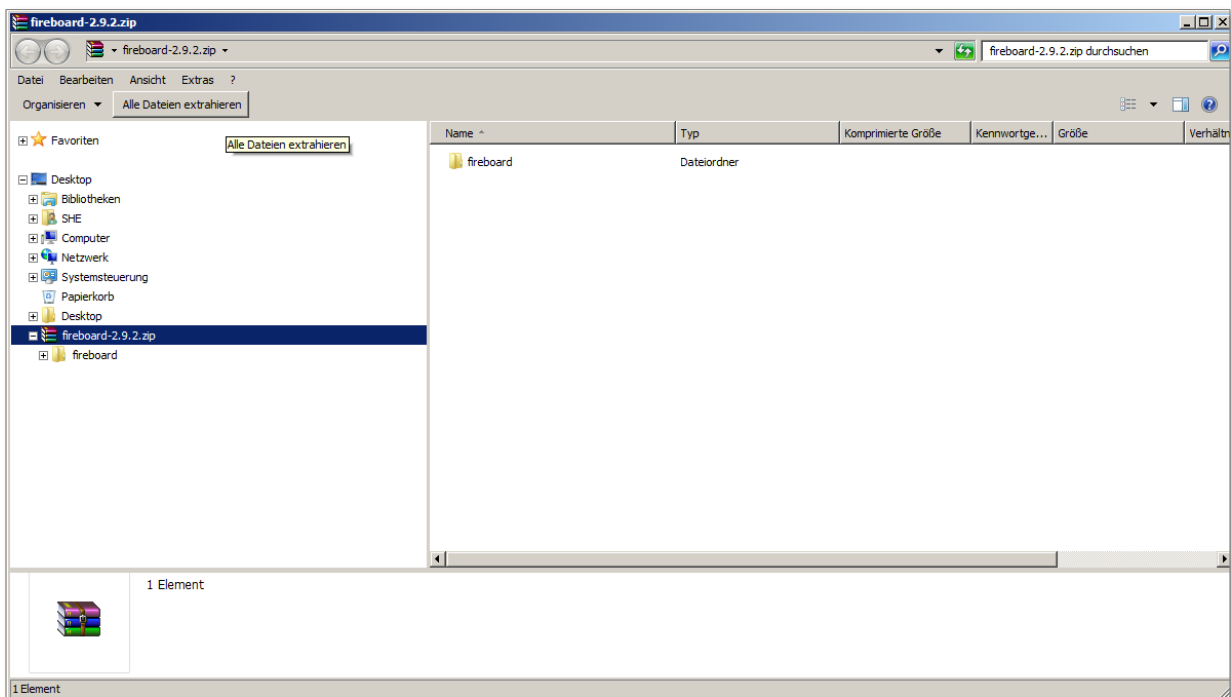 fireboard-2.9.2.zip
fireboard-2.9.2.zip
fireboard-2.9.2.zip durchsuchen
Datei Bearbeiten Ansicht Extras ?
Organisieren Alle Dateien extrahieren
Alle Dateien extrahieren
Favoriten
Desktop
Bibliotheken
SHE
Computer
Netzwerk
Systemsteuerung
Papierkorb
Desktop
fireboard-2.9.2.zip
fireboard
Name Typ Komprimierte Größe Kennwortge... Größe Verhältn
fireboard Dateiordner
1 Element
1 Element